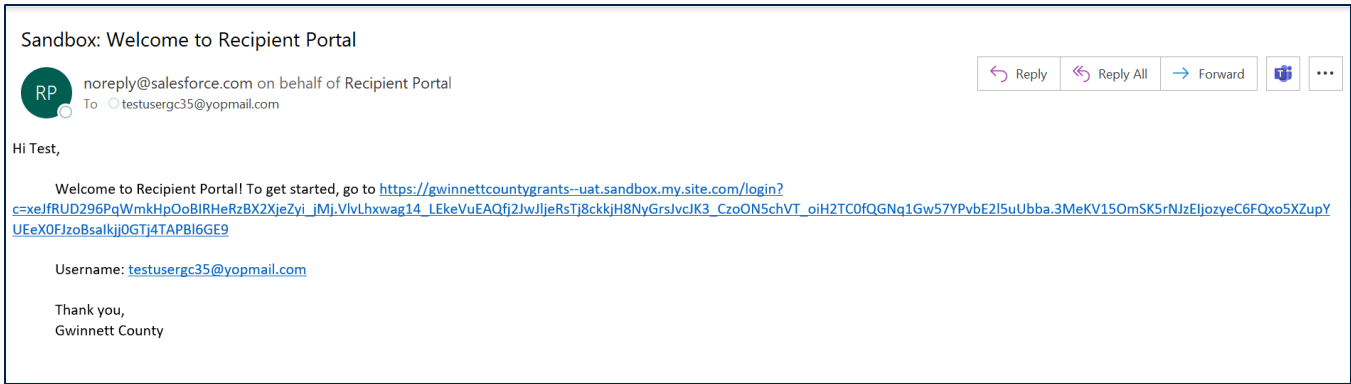 Sandbox: Welcome to Recipient Portal
RP
noreply@salesforce.com on behalf of Recipient Portal
To testusergc35@yopmail.com
Reply
Reply All
Forward
Hi Test,
Welcome to Recipient Portal! To get started, go to https://gwinnettcountygrants--uat.sandbox.my.site.com/login?
c=xeJfRUD296PqWmkHpOoBIRHeRzBX2XjeZyi_jMj.VlvLhxwag14_LEkeVuEAQfj2JwJljeRsTj8ckkjH8NyGrsJvcJK3_CzoON5chVT_oiH2TC0fQGNq1Gw57YPvbE2l5uUbba.3MeKV15OmSK5rNJzEIjozyeC6FQxo5XZupY
UEeX0FJzoBsaIkjj0GTj4TAPBl6GE9
Username: testusergc35@yopmail.com
Thank you,
Gwinnett County